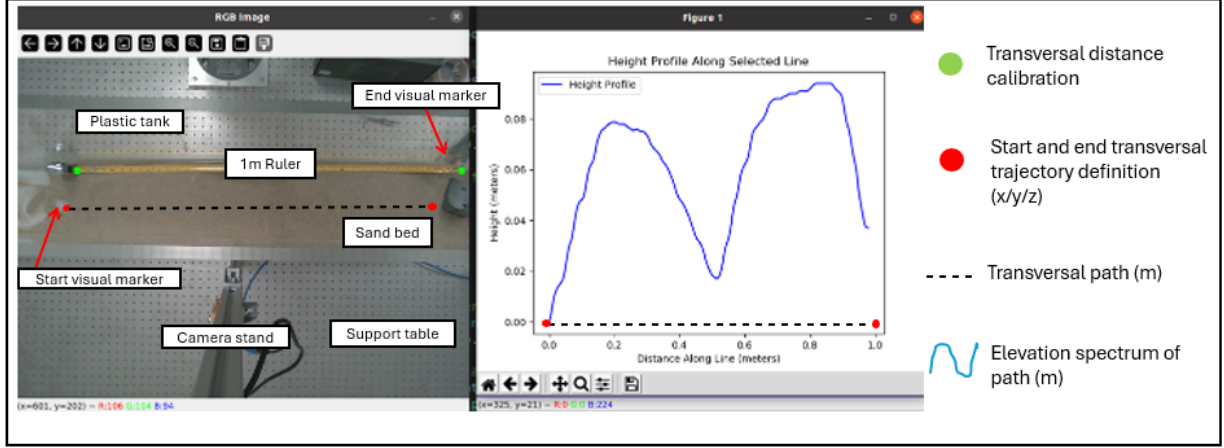 RGB Image
Plastic tank
End visual marker
1m Ruler
Sand bed
Start visual marker
Camera stand
Support table
(x=601, y=202) ~ R:106 G:104 B:94
Figure 1
Height Profile Along Selected Line
Height Profile
Height (meters)
0.08
0.06
0.04
0.02
0.00
0.0 0.2 0.4 0.6 0.8 1.0
Distance Along Line (meters)
(x=325, y=21) ~ R:0 G:0 B:224
Transversal distance
calibration
Start and end transversal
trajectory definition
(x/y/z)
Transversal path (m)
Elevation spectrum of
path (m)